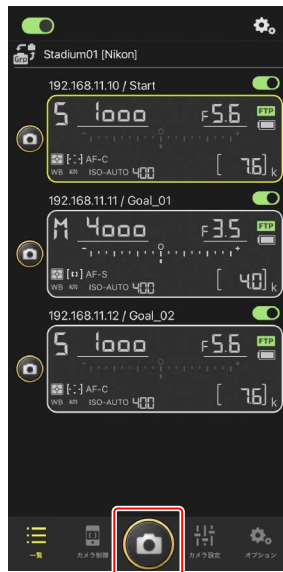 Grp Stadium01 [Nikon]
192.168.11.10 / Start
S 1000 F5.6 FTP
AF-C [ 7.6] k
WB ISO-AUTO 400
192.168.11.11 / Goal_01
M 4000 F3.5 FTP
AF-S [ 4.0] k
WB ISO-AUTO 400
192.168.11.12 / Goal_02
S 1000 F5.6 FTP
AF-C [ 7.6] k
WB ISO-AUTO 400
一覧 カメラ制御 カメラ設定 オプション